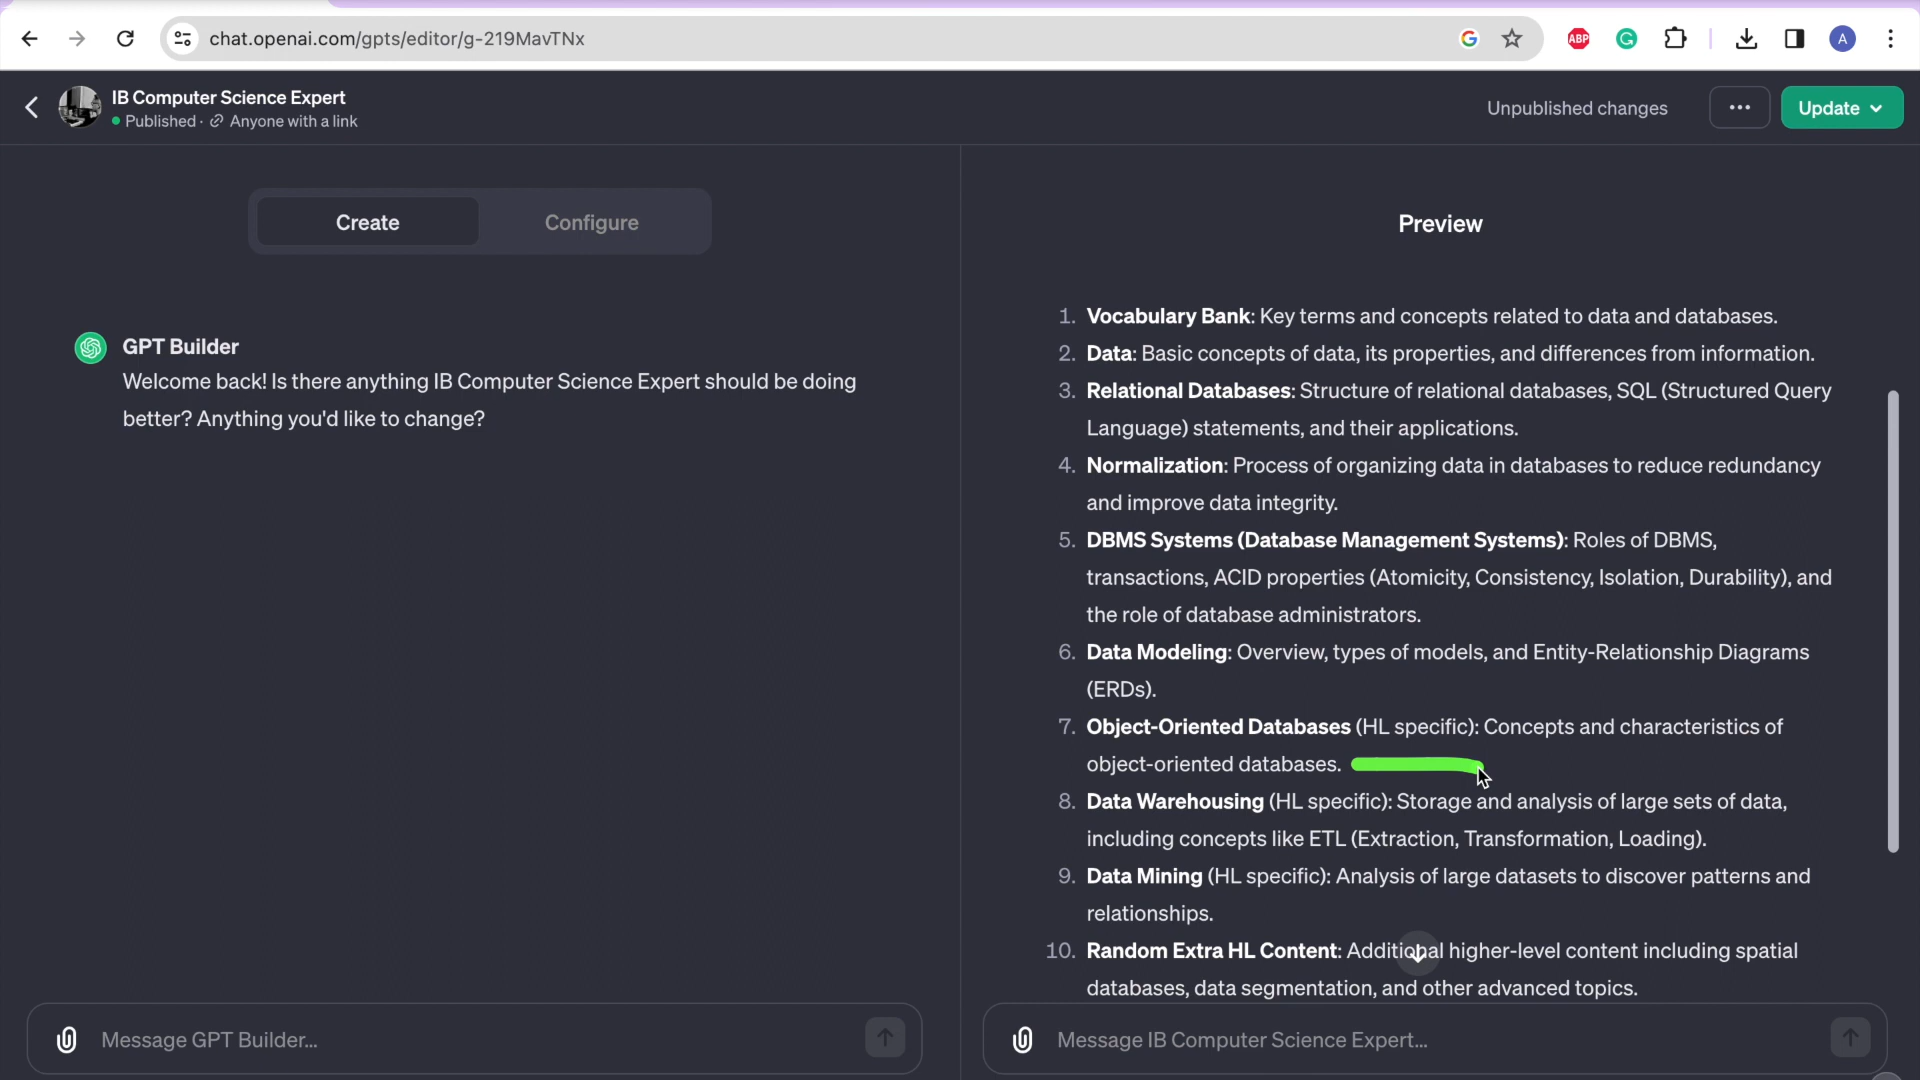 chat.openai.com/gpts/editor/g-219MavTNx
ABP
A
IB Computer Science Expert
Published · Anyone with a link
Unpublished changes
Update
Create
Configure
Preview
GPT Builder
Welcome back! Is there anything IB Computer Science Expert should be doing
better? Anything you'd like to change?
1. Vocabulary Bank: Key terms and concepts related to data and databases.
2. Data: Basic concepts of data, its properties, and differences from information.
3. Relational Databases: Structure of relational databases, SQL (Structured Query
Language) statements, and their applications.
4. Normalization: Process of organizing data in databases to reduce redundancy
and improve data integrity.
5. DBMS Systems (Database Management Systems): Roles of DBMS,
transactions, ACID properties (Atomicity, Consistency, Isolation, Durability), and
the role of database administrators.
6. Data Modeling: Overview, types of models, and Entity-Relationship Diagrams
(ERDs).
7. Object-Oriented Databases (HL specific): Concepts and characteristics of
object-oriented databases.
8. Data Warehousing (HL specific): Storage and analysis of large sets of data,
including concepts like ETL (Extraction, Transformation, Loading).
9. Data Mining (HL specific): Analysis of large datasets to discover patterns and
relationships.
10. Random Extra HL Content: Additional higher-level content including spatial
databases, data segmentation, and other advanced topics.
Message GPT Builder...
Message IB Computer Science Expert...